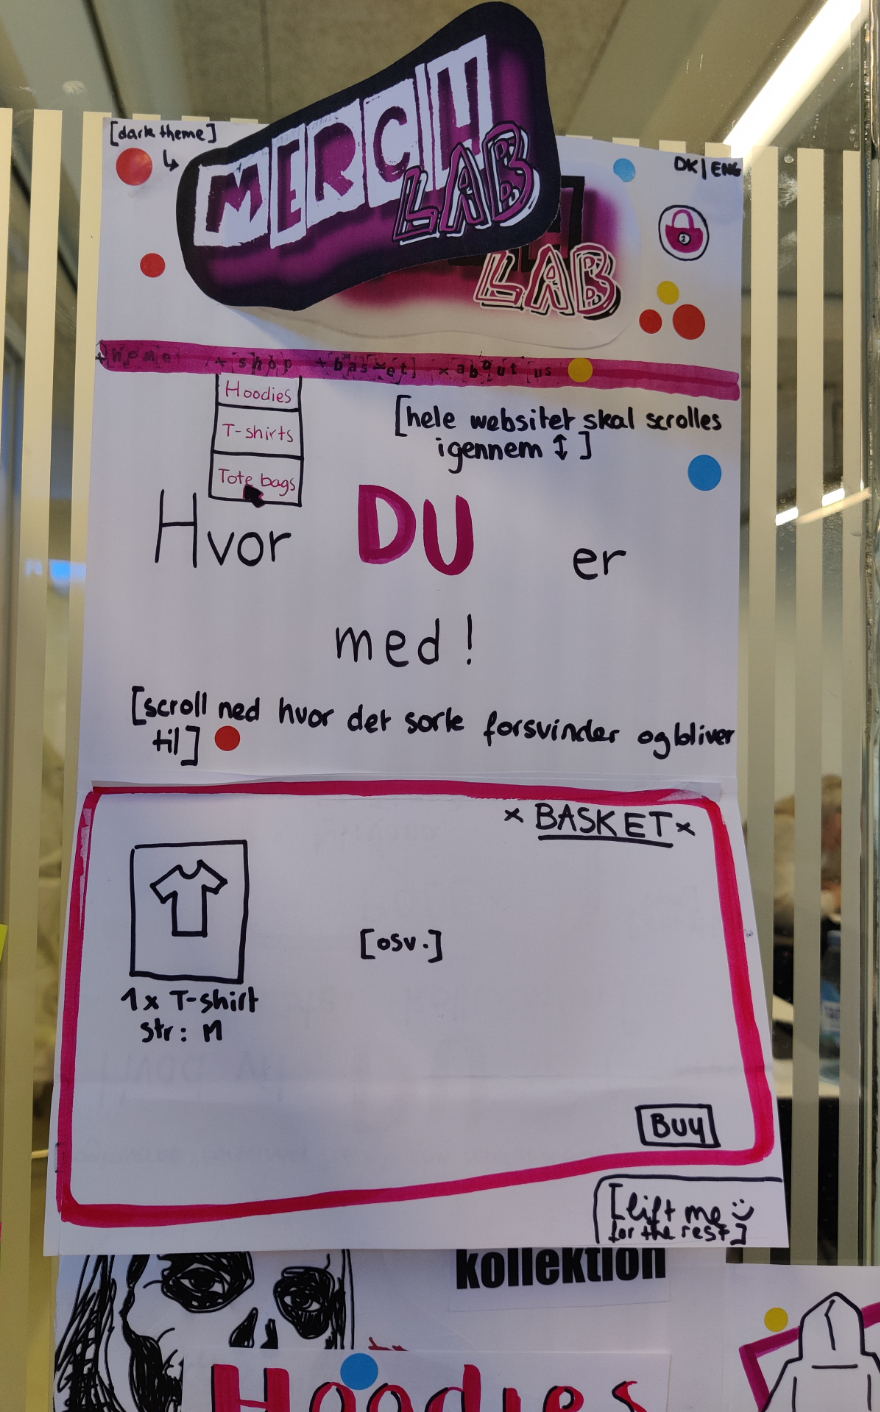 [dark theme]
MERCH
LAB
LAB
DK | ENG
+home +shop +basket] xabout us
Hoodies
T-shirts
Tote bags
[hele websitet skal scrolles
igennem ↕]
Hvor DU er
med!
[scroll ned hvor det sorte forsvinder og bliver
til]
x BASKET x
[osv.]
1x T-shirt
str: M
Buy
[lift me
for the rest]
kollektion
Hoodies